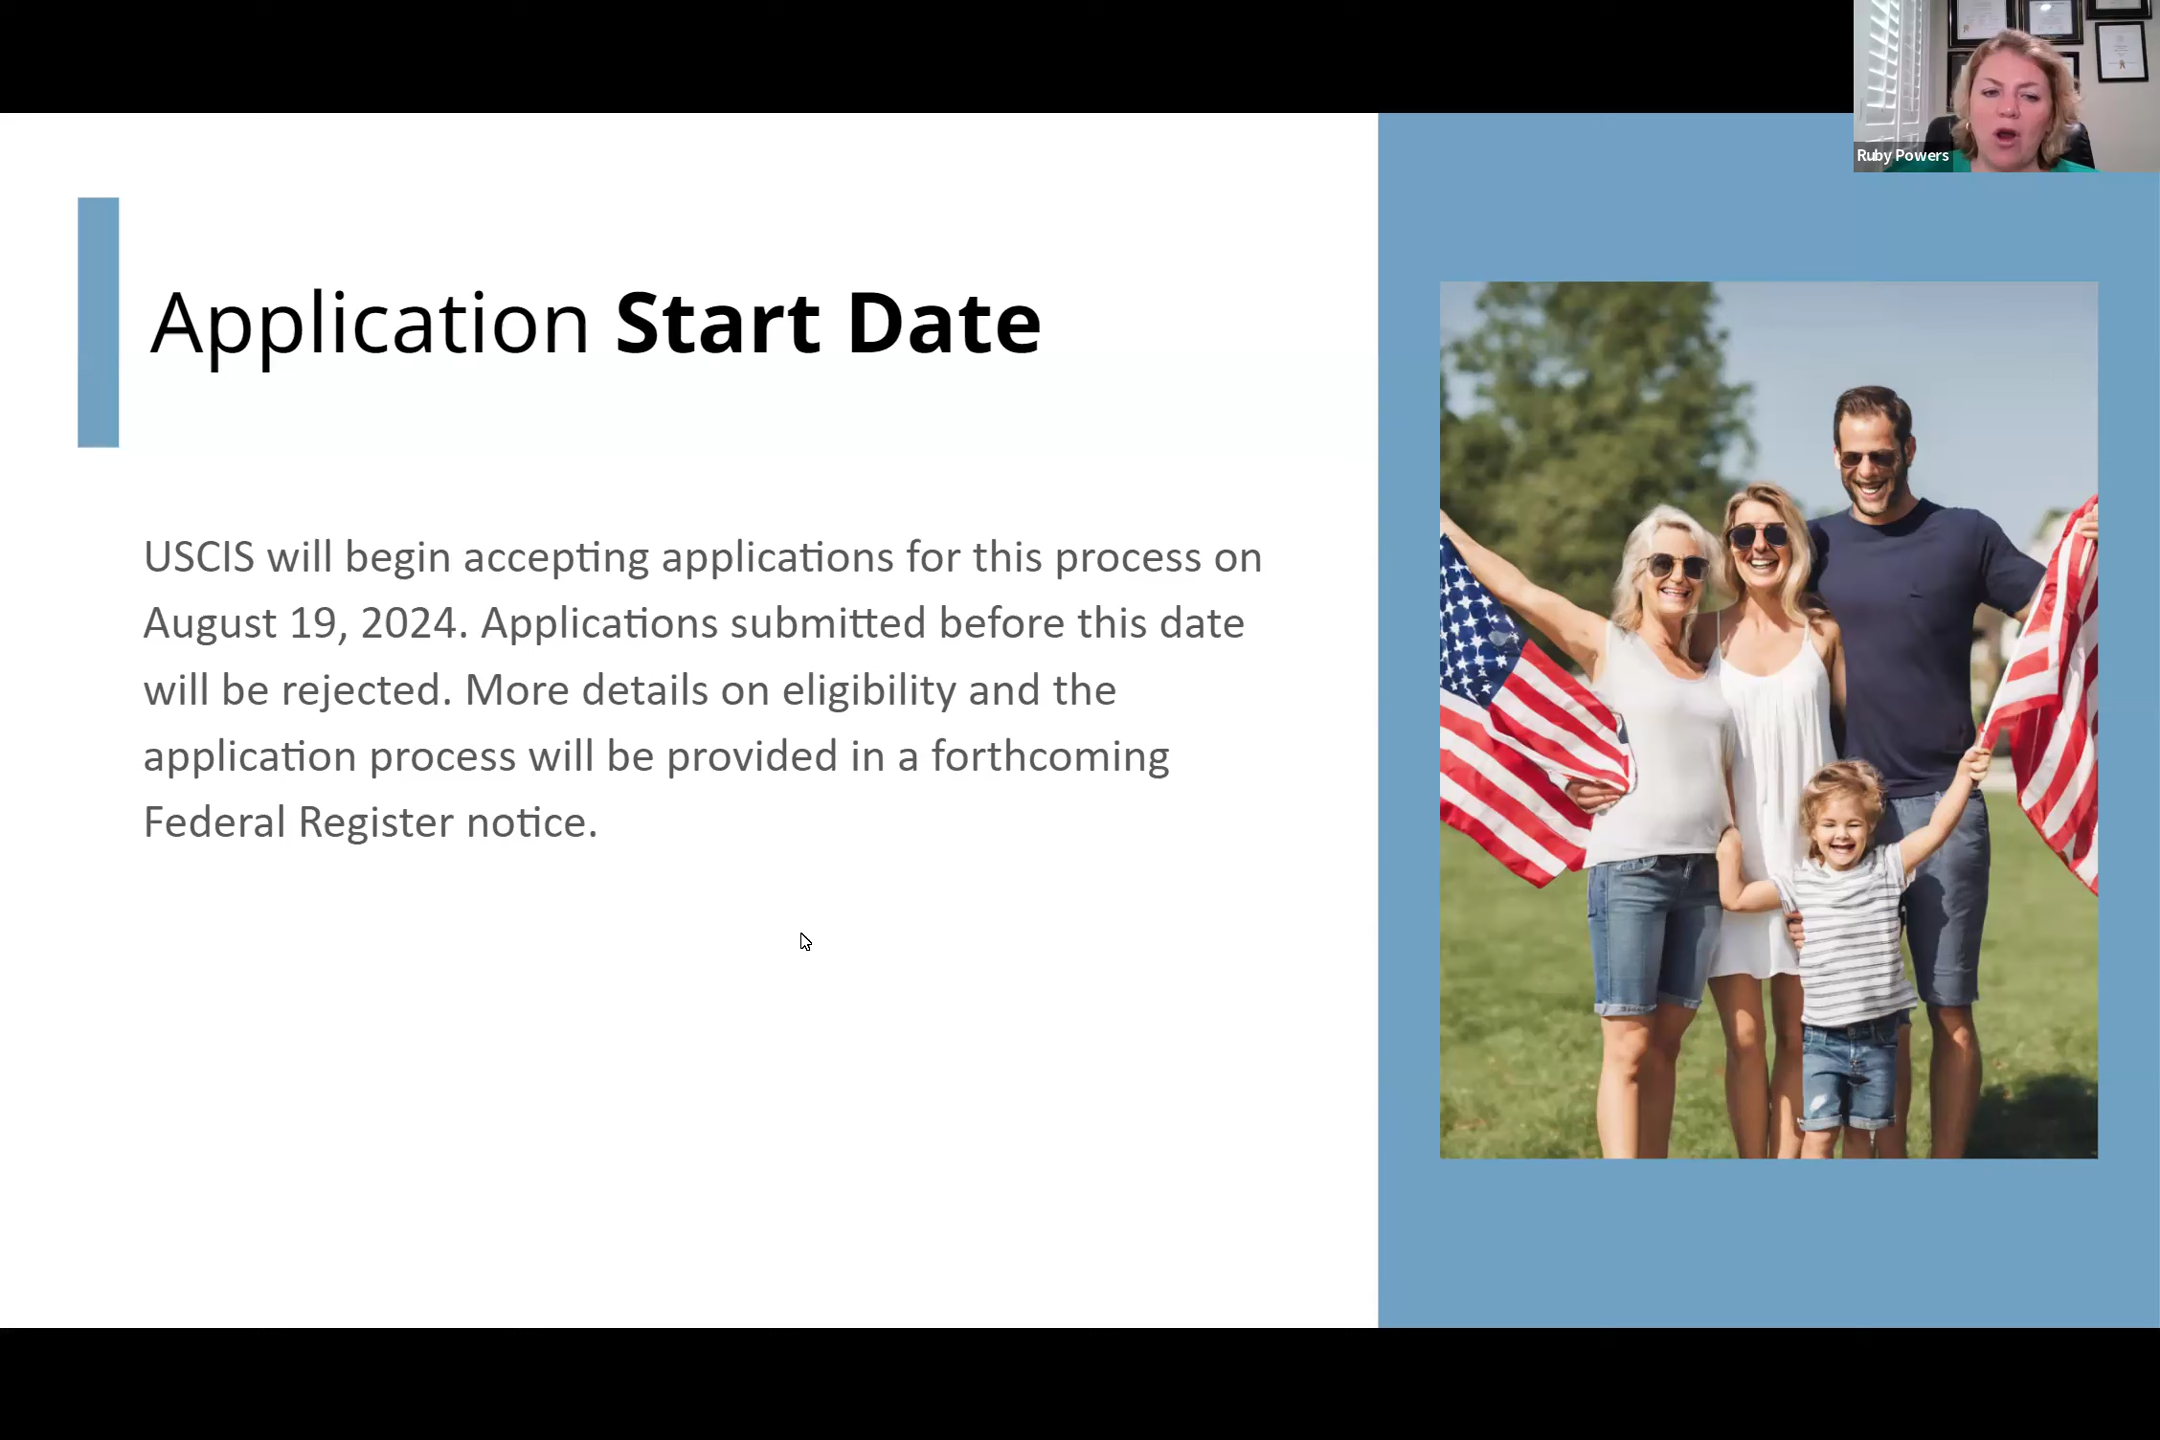 Ruby Powers
Application Start Date
USCIS will begin accepting applications for this process on
August 19, 2024. Applications submitted before this date
will be rejected. More details on eligibility and the
application process will be provided in a forthcoming
Federal Register notice.